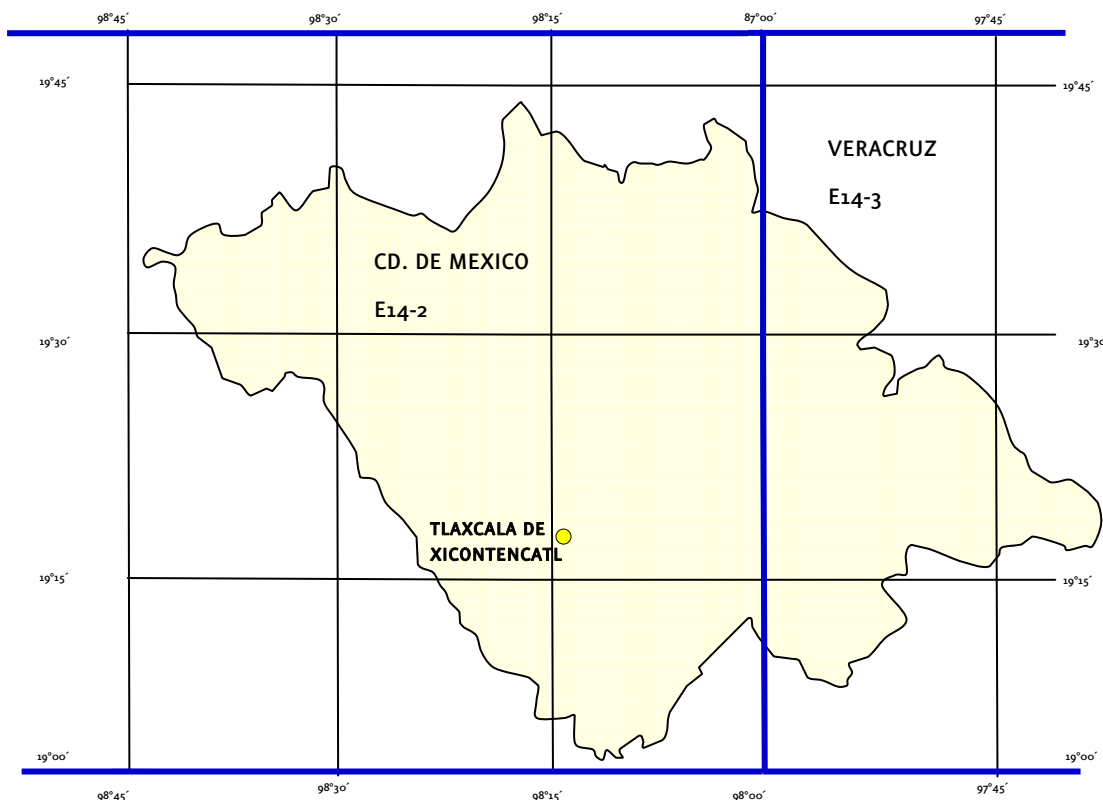 98°45´ 98°30´ 98°15´ 87°00´ 97°45´
19°45´ 19°45´
VERACRUZ
E14-3
CD. DE MEXICO
E14-2
19°30´ 19°30
TLAXCALA DE
XICONTENCATL
19°15´ 19°15´
19°00´ 19°00´
98°45´ 98°30´ 98°15´ 98°00´ 97°45´